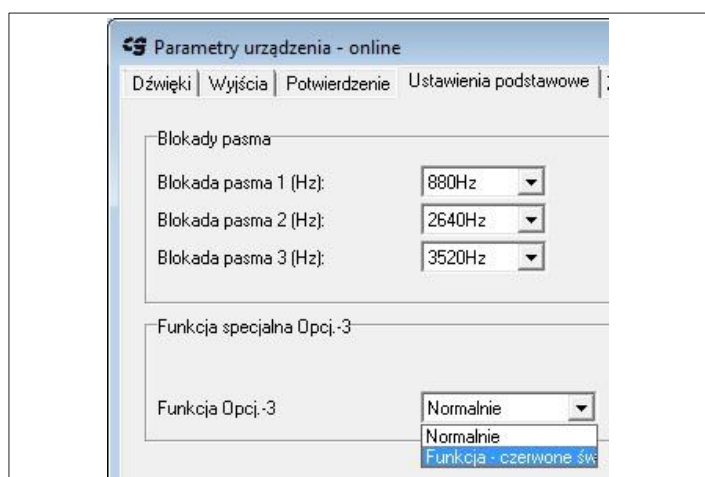 Parametry urządzenia - online
Dźwięki Wyjścia Potwierdzenie Ustawienia podstawowe
Blokady pasma
Blokada pasma 1 (Hz): 880Hz
Blokada pasma 2 (Hz): 2640Hz
Blokada pasma 3 (Hz): 3520Hz
Funkcja specjalna Opcj.-3
Funkcja Opcj.-3 Normalnie
Normalnie
Funkcja - czerwone św